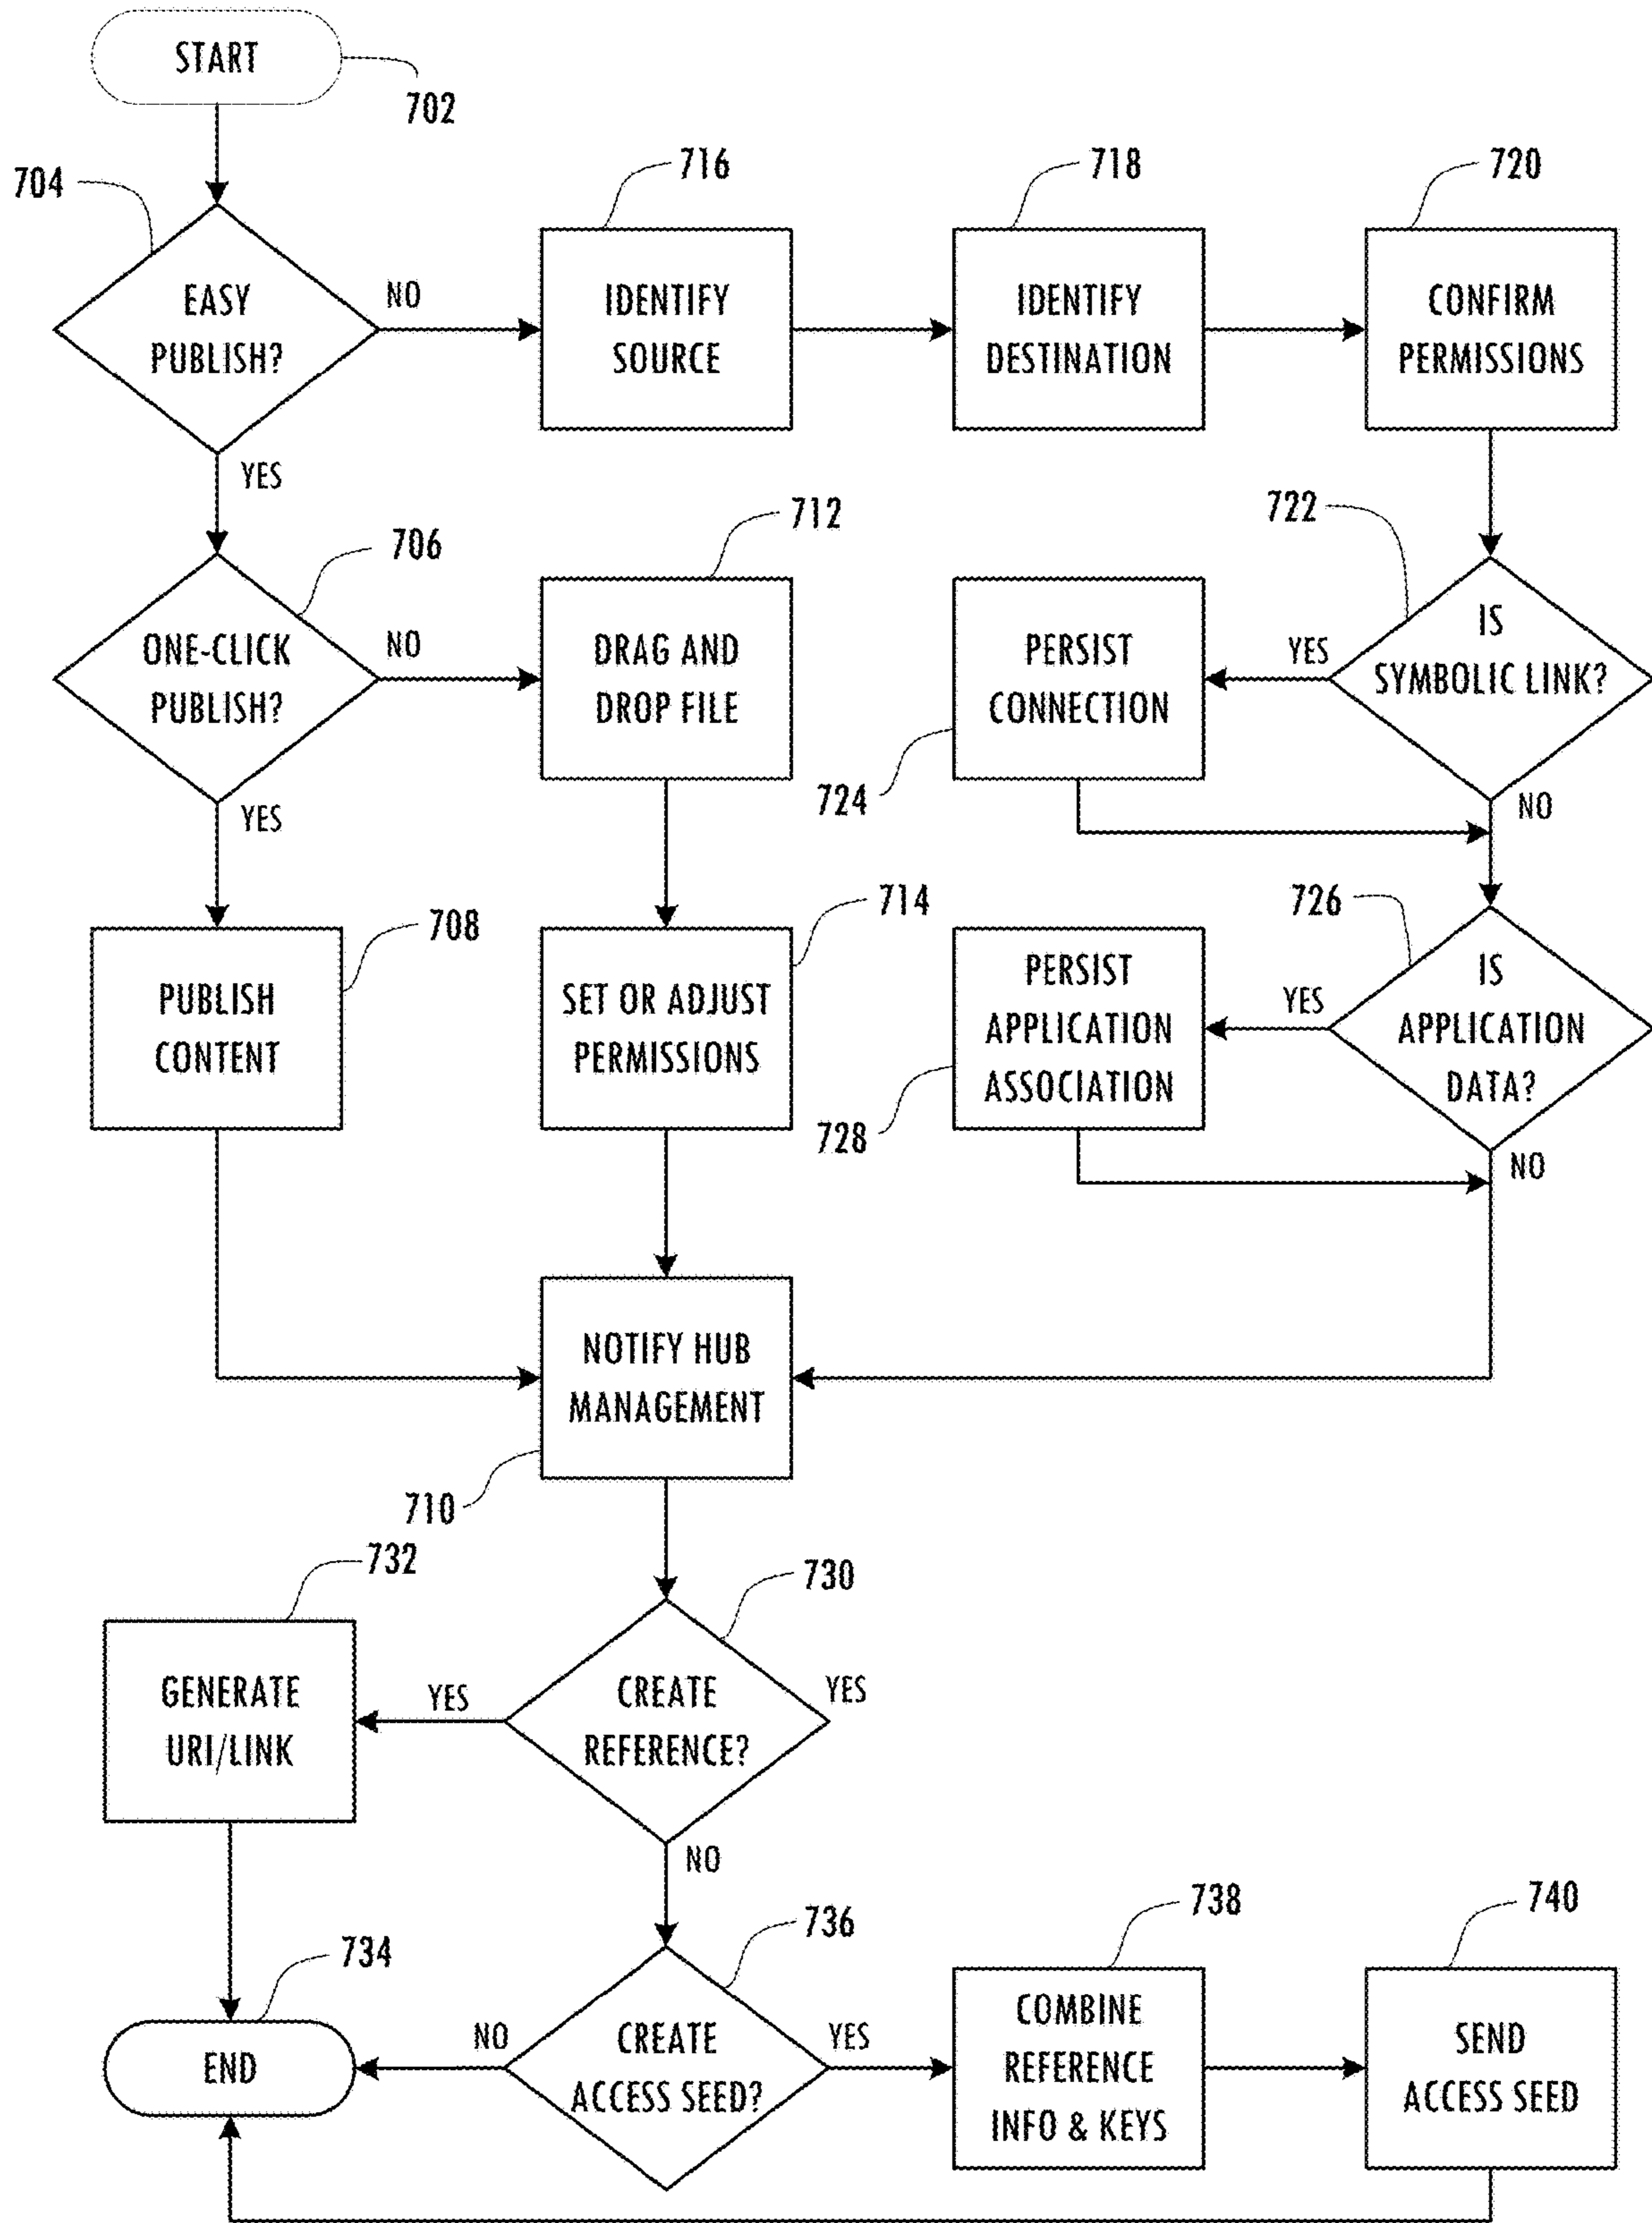 START
702
704
716
718
720
EASY
PUBLISH?
NO
IDENTIFY
SOURCE
IDENTIFY
DESTINATION
CONFIRM
PERMISSIONS
YES
706
712
722
ONE-CLICK
PUBLISH?
NO
DRAG AND
DROP FILE
PERSIST
CONNECTION
YES
IS
SYMBOLIC LINK?
724
NO
YES
708
714
726
PUBLISH
CONTENT
SET OR ADJUST
PERMISSIONS
PERSIST
APPLICATION
ASSOCIATION
YES
IS
APPLICATION
DATA?
728
NO
NOTIFY HUB
MANAGEMENT
710
732
730
GENERATE
URI/LINK
YES
CREATE
REFERENCE?
YES
NO
734
736
738
740
END
NO
CREATE
ACCESS SEED?
YES
COMBINE
REFERENCE
INFO & KEYS
SEND
ACCESS SEED